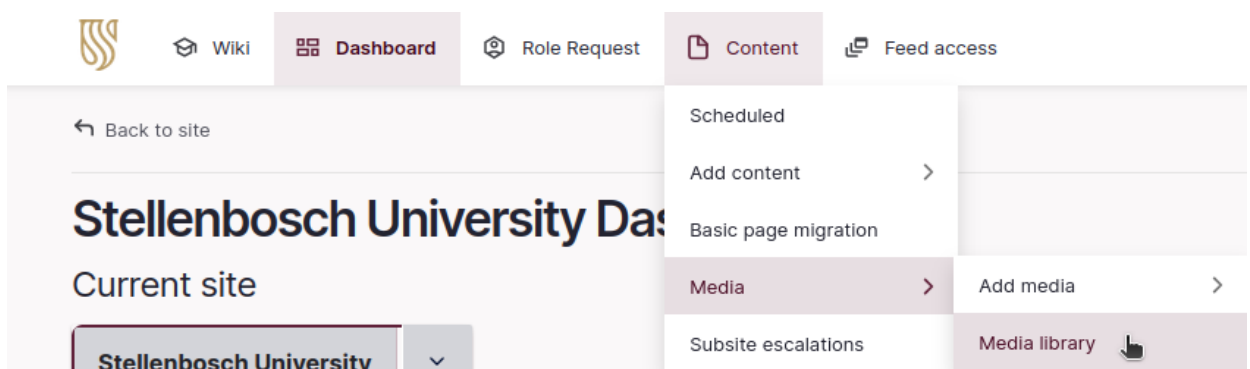 Wiki
Dashboard
Role Request
Content
Feed access
Back to site
Scheduled
Add content
Stellenbosch University Das
Basic page migration
Current site
Media
Add media
Subsite escalations
Media library
Stellenbosch University